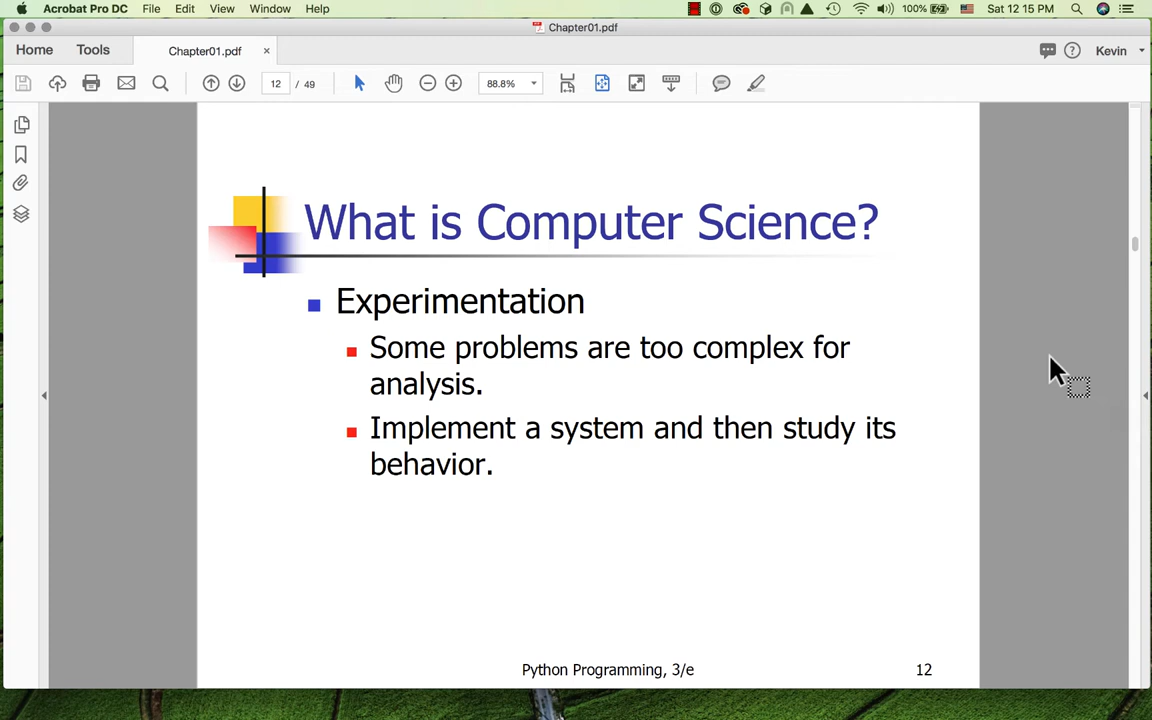 Acrobat Pro DC File Edit View Window Help 100% Sat 12 15 PM
Chapter01.pdf
Home Tools Chapter01.pdf × Kevin
12 / 49 88.8%
What is Computer Science?
Experimentation
Some problems are too complex for
analysis.
Implement a system and then study its
behavior.
Python Programming, 3/e 12